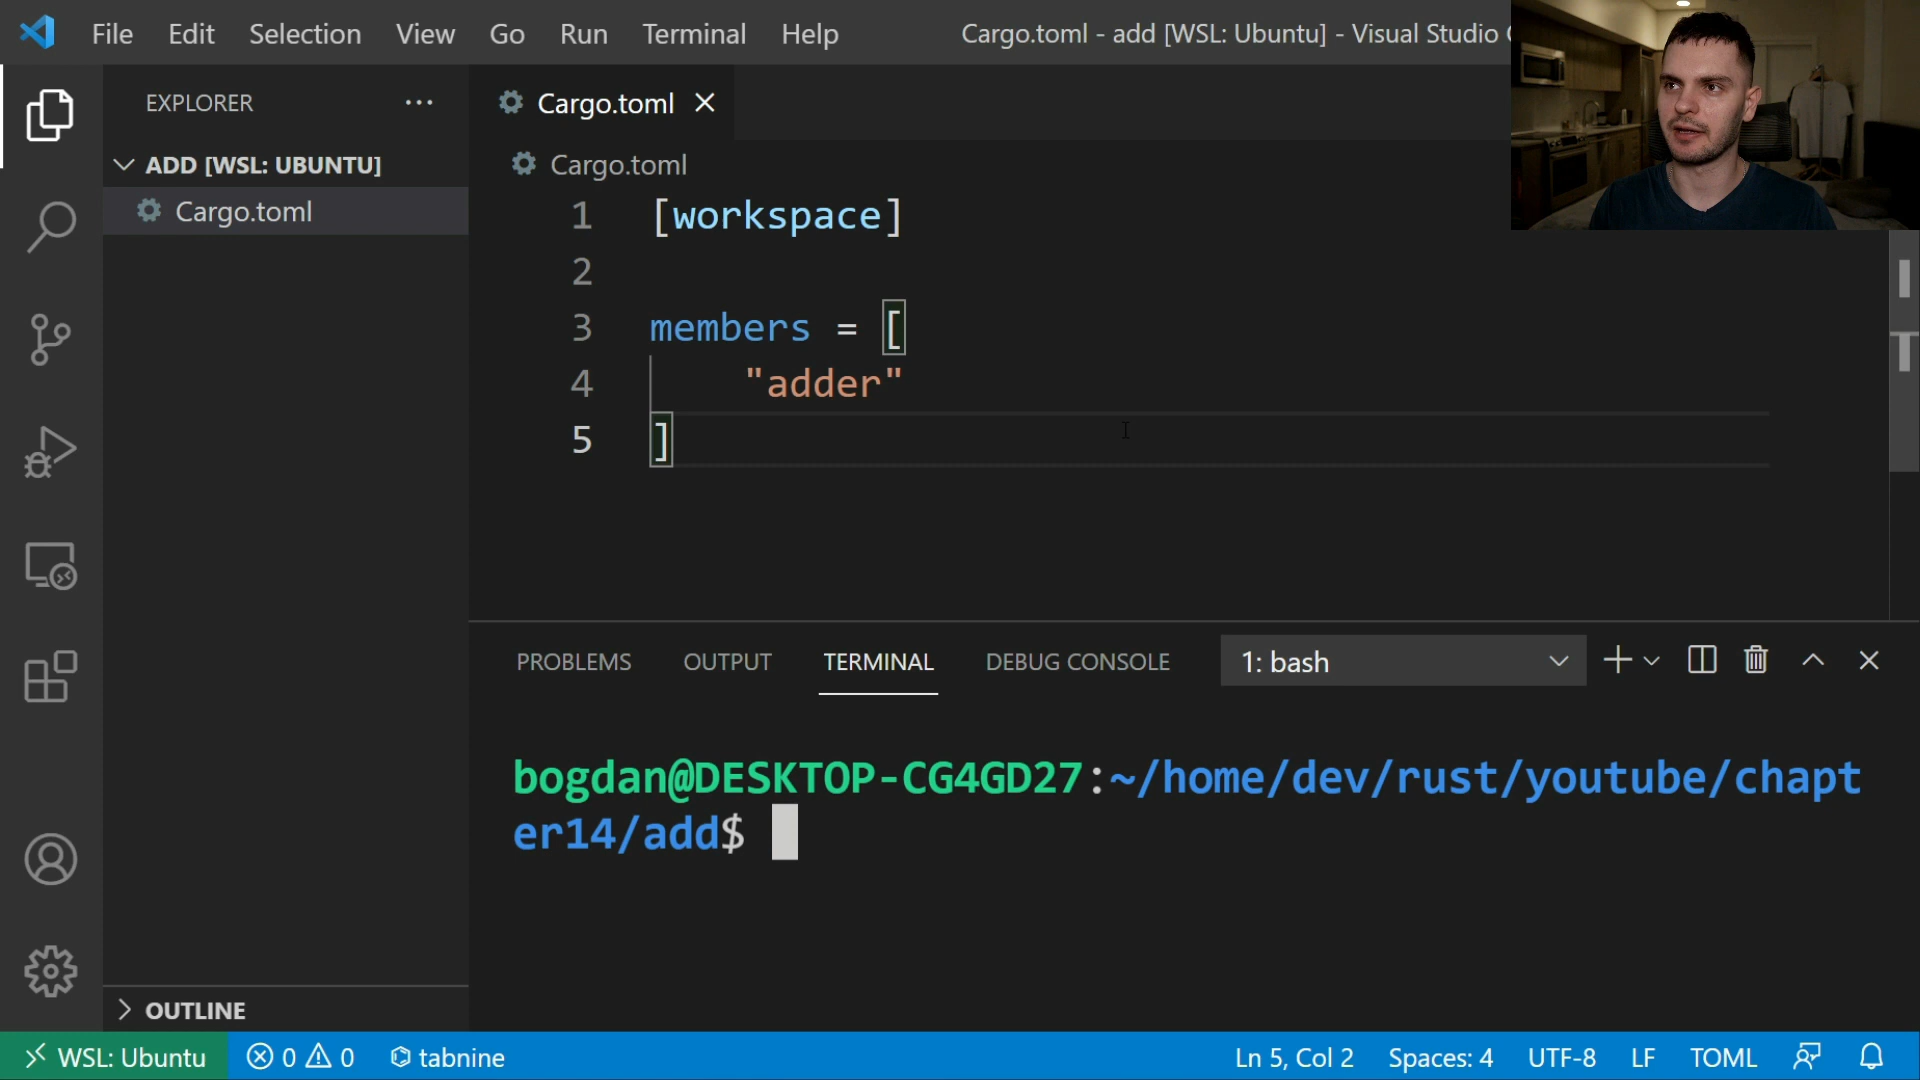 File Edit Selection View Go Run Terminal Help Cargo.toml - add [WSL: Ubuntu] - Visual Studio
EXPLORER
Cargo.toml
ADD [WSL: UBUNTU]
Cargo.toml
Cargo.toml
1 [workspace]
2
3 members = [
4 "adder"
5 ]
PROBLEMS OUTPUT TERMINAL DEBUG CONSOLE 1: bash
bogdan@DESKTOP-CG4GD27:~/home/dev/rust/youtube/chapt
er14/add$
OUTLINE
WSL: Ubuntu 0 0 tabnine Ln 5, Col 2 Spaces: 4 UTF-8 LF TOML